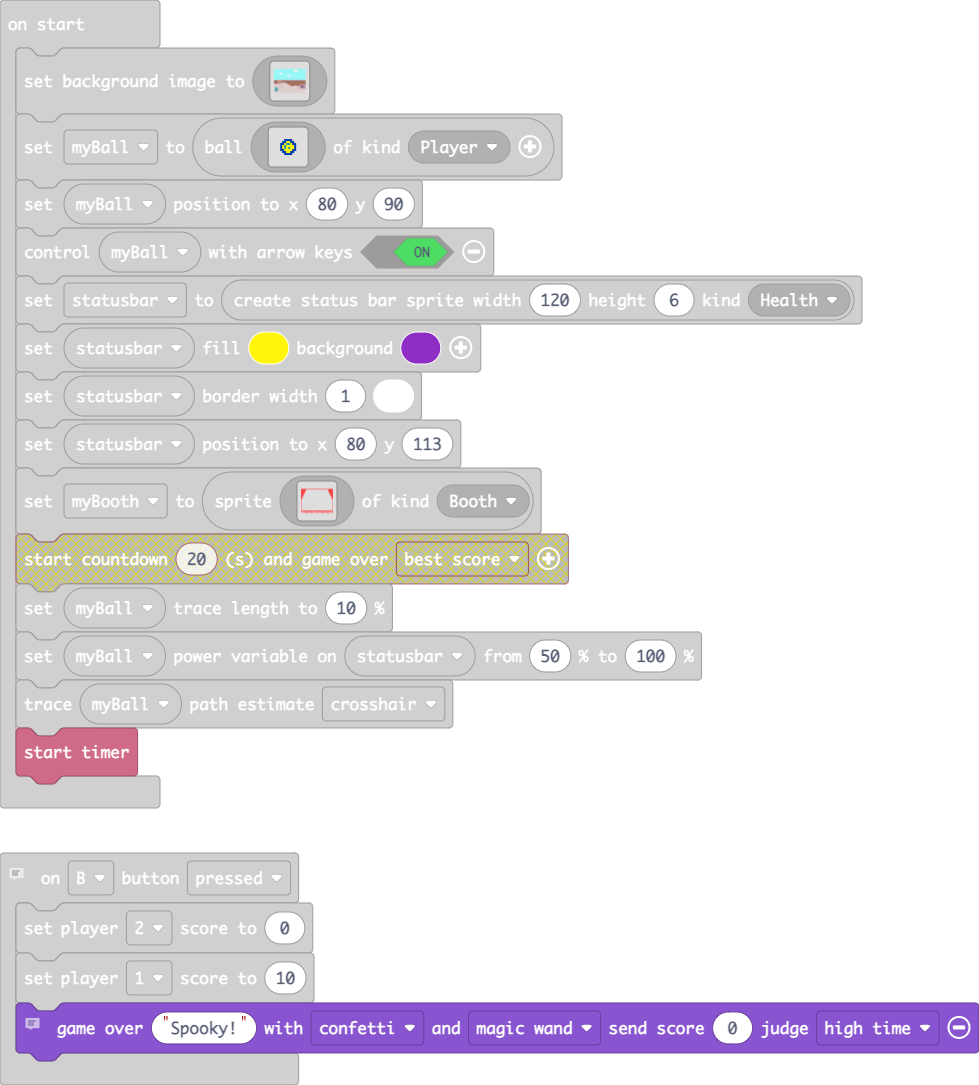 on start
set background image to
set myBall to ball of kind Player
set myBall position to x 80 y 90
control myBall with arrow keys ON
set statusbar to create status bar sprite width 120 height 6 kind Health
set statusbar fill background
set statusbar border width 1
set statusbar position to x 80 y 113
set myBooth to sprite of kind Booth
start countdown 20 (s) and game over best score
set myBall trace length to 10 %
set myBall power variable on statusbar from 50 % to 100 %
trace myBall path estimate crosshair
start timer
on B button pressed
set player 2 score to 0
set player 1 score to 10
game over "Spooky!" with confetti and magic wand send score 0 judge high time